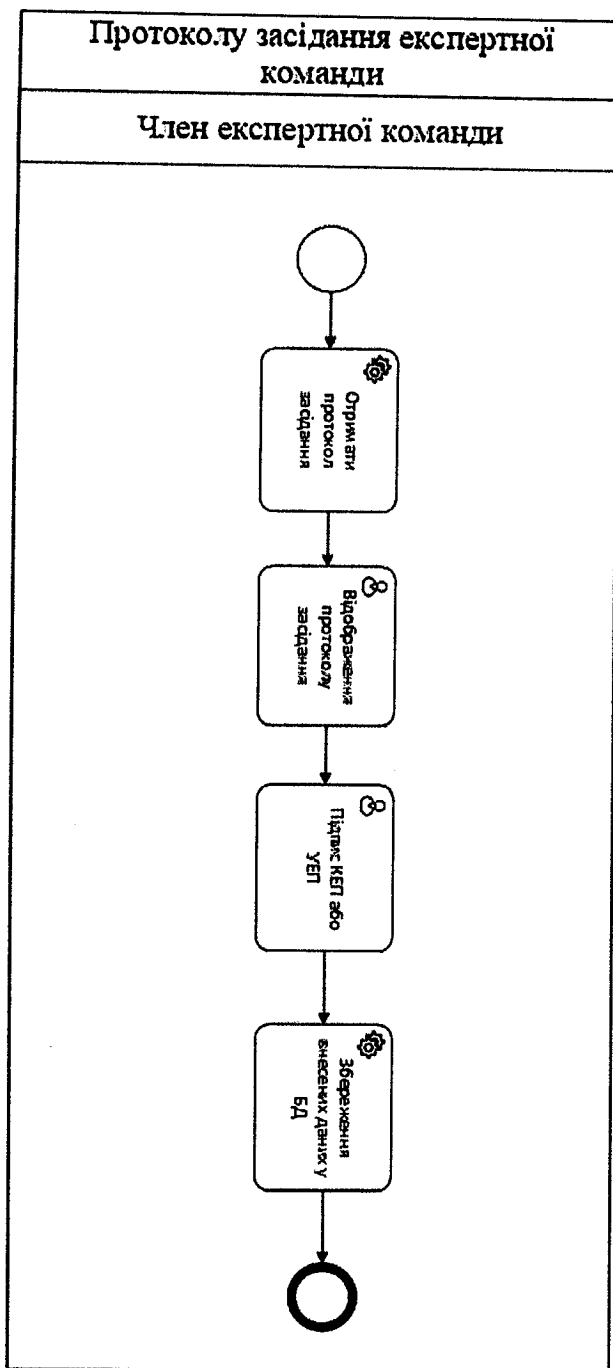 Протоколу засідання експертної
команди
Член експертної команди
Отримати
протокол
засідання
Відображення
протоколу
засідання
Підпис КЕП або
УЕП
Збереження
внесених даних у
БД